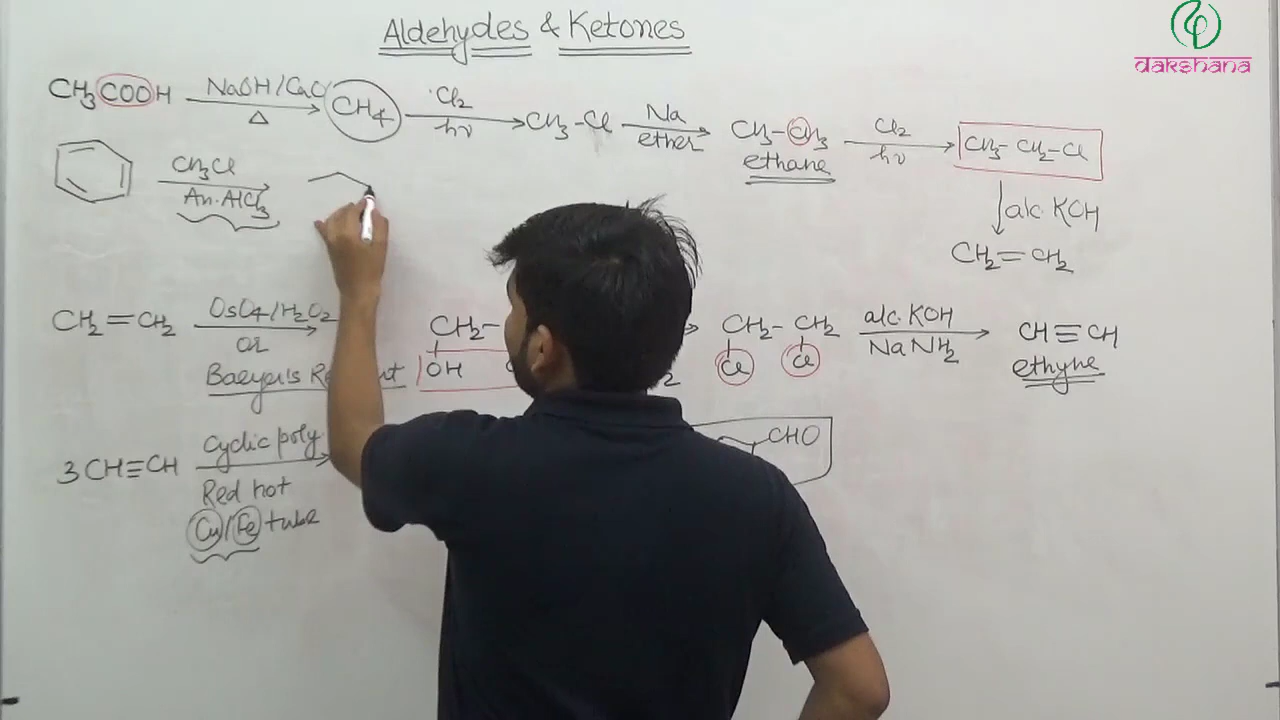 Aldehydes & Ketones
dakshana
CH3COOH NaOH/CaO Δ CH4 Cl2 hν CH3-Cl Na ether CH3-CH3 ethane Cl2 hν CH3-CH2-Cl
CH3Cl An. AlCl3
alc. KOH
CH2=CH2
CH2=CH2 OsO4/H2O2 or Baeyer's CH2- OH CH2-CH2 Cl Cl alc. KOH NaNH2 CH≡CH ethyne
3CH≡CH Cyclic poly Red hot Cu/Fe tube
CHO